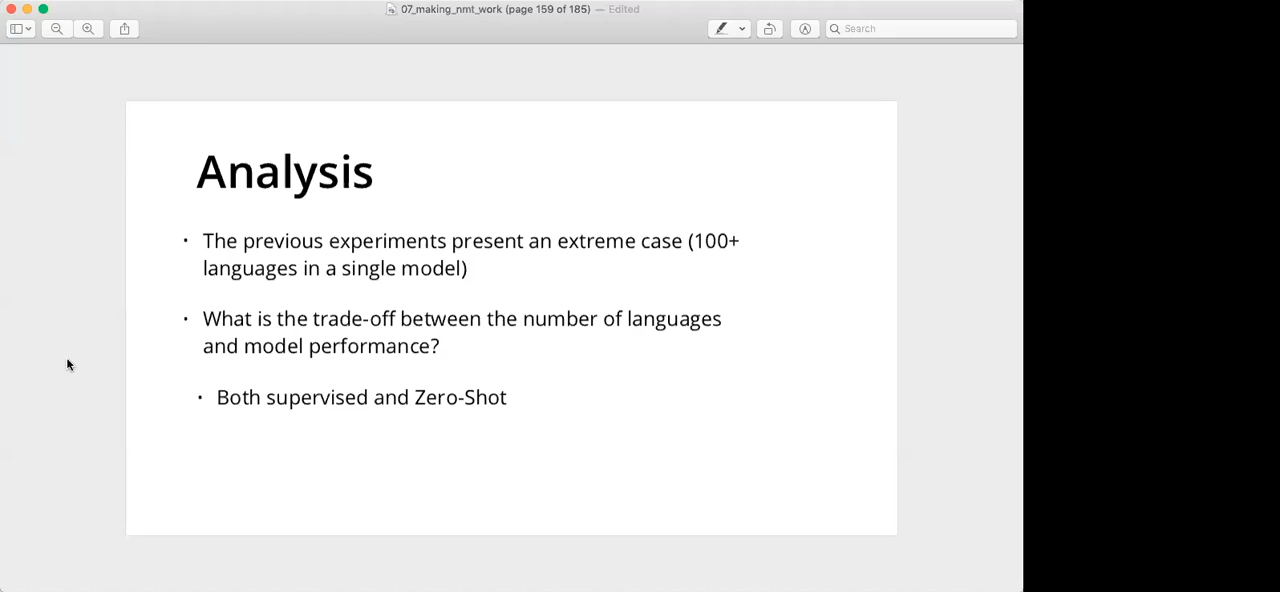 07_making_nmt_work (page 159 of 185) — Edited
Search
Analysis
• The previous experiments present an extreme case (100+
languages in a single model)
• What is the trade-off between the number of languages
and model performance?
• Both supervised and Zero-Shot